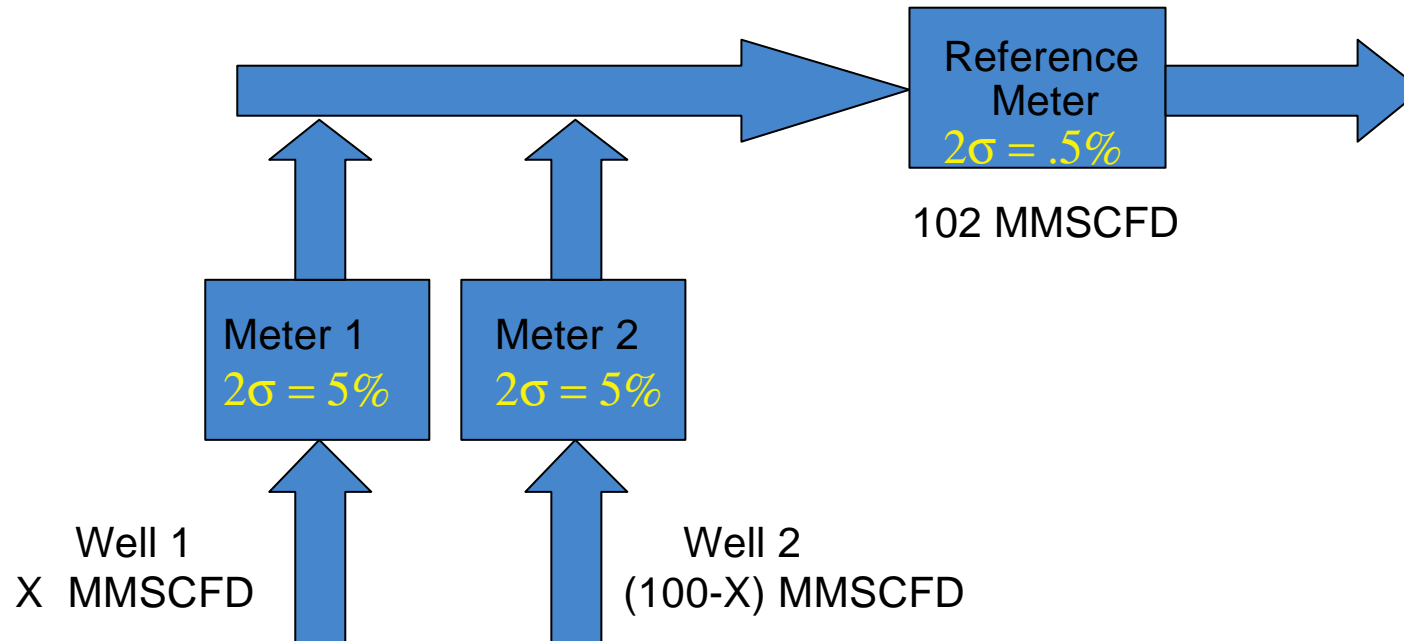 Reference
Meter
2σ = .5%
102 MMSCFD
Meter 1
2σ = 5%
Meter 2
2σ = 5%
Well 1
X MMSCFD
Well 2
(100-X) MMSCFD